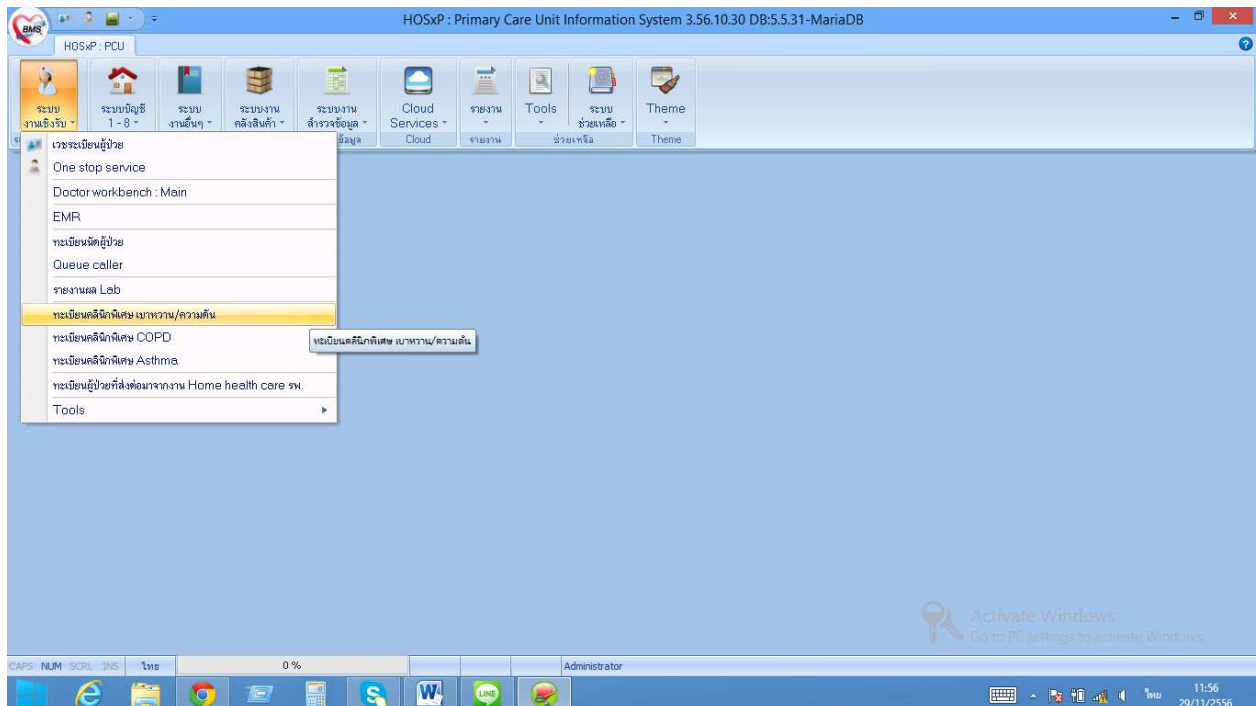 BMS
HOSxP : Primary Care Unit Information System 3.56.10.30 DB:5.5.31-MariaDB
HOSxP : PCU
ระบบ
งานเชิงรับ
ระบบบัญชี
1 - 8
ระบบ
งานอื่นๆ
ระบบงาน
คลังสินค้า
ระบบงาน
สำรวจข้อมูล
Cloud
Services
รายงาน
Tools
ระบบ
ช่วยเหลือ
Theme
Cloud
รายงาน
ช่วยเหลือ
Theme
เวชระเบียนผู้ป่วย
One stop service
Doctor workbench : Main
EMR
ทะเบียนนัดผู้ป่วย
Queue caller
รายงานผล Lab
ทะเบียนคลินิกพิเศษ เบาหวาน/ความดัน
ทะเบียนคลินิกพิเศษ COPD
ทะเบียนคลินิกพิเศษ เบาหวาน/ความดัน
ทะเบียนคลินิกพิเศษ Asthma
ทะเบียนผู้ป่วยที่ส่งต่อมาจากงาน Home health care รพ.
Tools
Activate Windows
Go to PC settings to activate Windows.
CAPS NUM SCRL INS ไทย 0 % Administrator
LINE
ไทย
11:56
29/11/2556